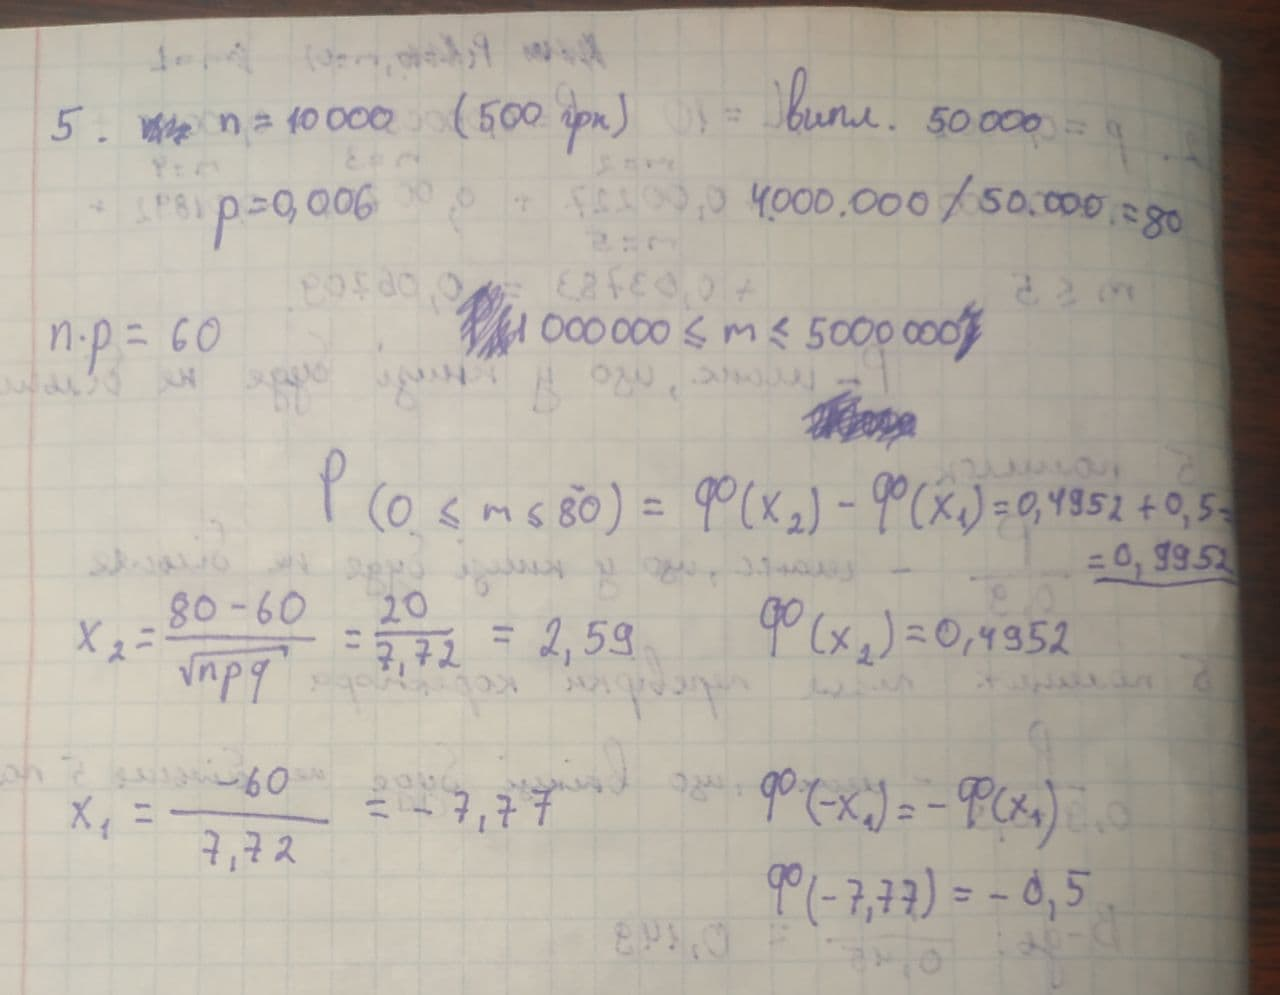 5. n = 10 000 (500 грн) випл. 50 000
p = 0,006 4.000.000 / 50.000. = 80
n·p = 60 1 000000 ≤ m ≤ 5000 000
P (0 ≤ m ≤ 80) = Ф(x₂) - Ф(x₁) = 0,4952 + 0,5 =
= 0,9952
x₂ = (80 - 60)/√npq = 20/7,72 = 2,59 Ф(x₂) = 0,4952
x₁ = -60/7,72 = - 7,77 Ф(-x₁) = - Ф(x₁)
Ф(-7,77) = - 0,5